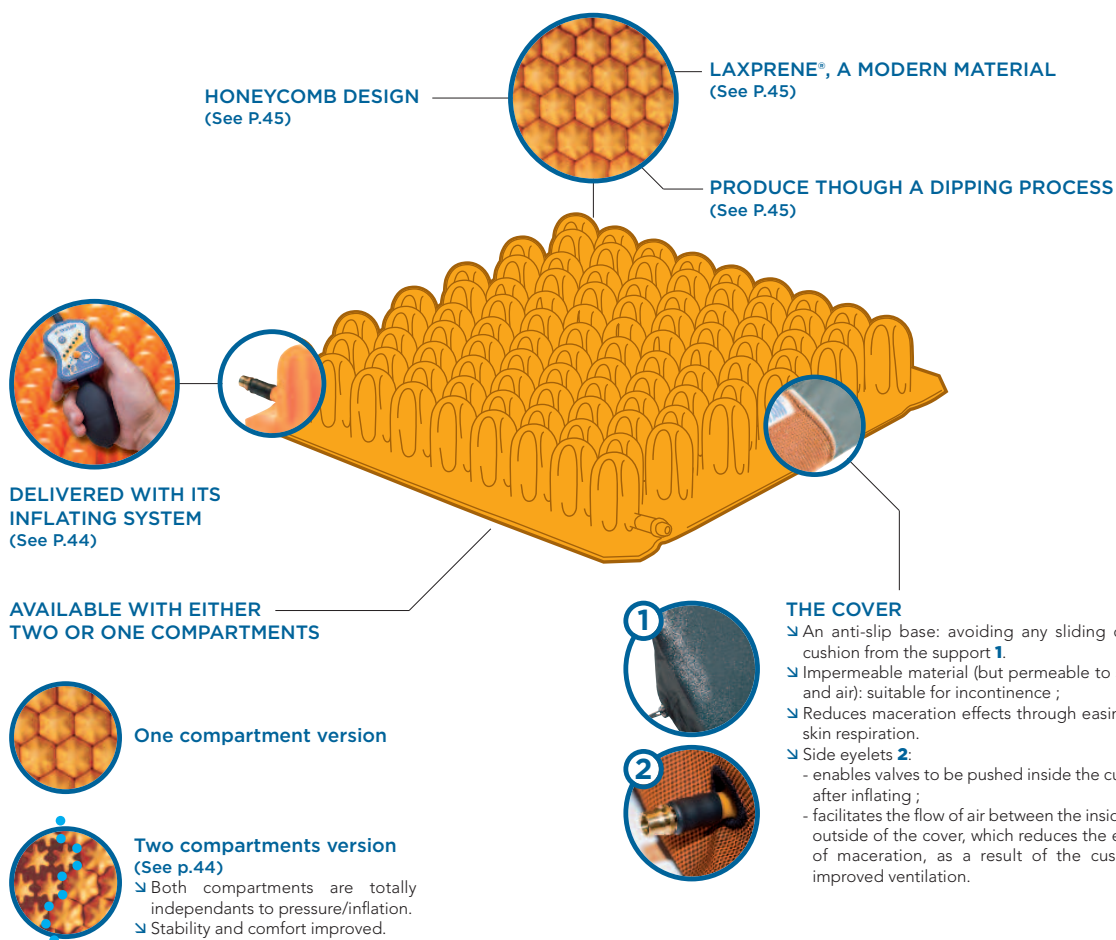 HONEYCOMB DESIGN
(See P.45)
LAXPRENE®, A MODERN MATERIAL
(See P.45)
PRODUCE THOUGH A DIPPING PROCESS
(See P.45)
DELIVERED WITH ITS
INFLATING SYSTEM
(See P.44)
AVAILABLE WITH EITHER
TWO OR ONE COMPARTMENTS
One compartment version
Two compartments version
(See p.44)
↘ Both compartments are totally
independants to pressure/inflation.
↘ Stability and comfort improved.
1
2
THE COVER
↘ An anti-slip base: avoiding any sliding
cushion from the support 1.
↘ Impermeable material (but permeable to
and air): suitable for incontinence ;
↘ Reduces maceration effects through
skin respiration.
↘ Side eyelets 2:
- enables valves to be pushed inside the
after inflating ;
- facilitates the flow of air between the
outside of the cover, which reduces the
of maceration, as a result of the
improved ventilation.